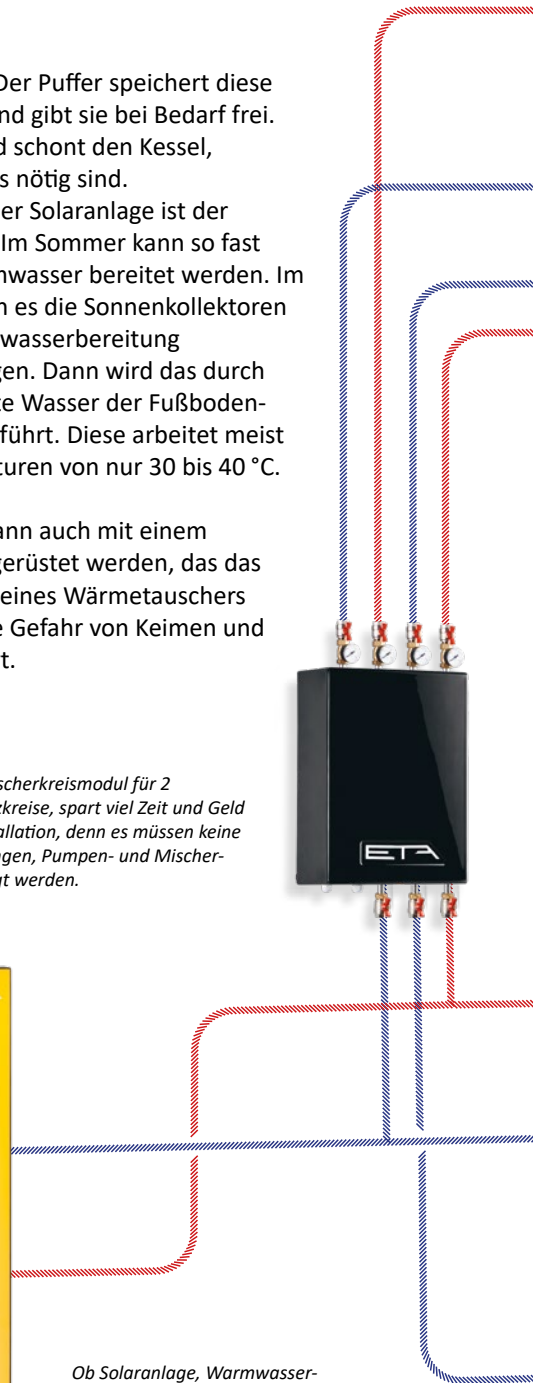 Der Puffer speichert diese
nd gibt sie bei Bedarf frei.
d schont den Kessel,
s nötig sind.
er Solaranlage ist der
Im Sommer kann so fast
mwasser bereitet werden. Im
n es die Sonnenkollektoren
wasserbereitung
gen. Dann wird das durch
te Wasser der Fußboden-
führt. Diese arbeitet meist
turen von nur 30 bis 40 °C.
ann auch mit einem
gerüstet werden, das das
eines Wärmetauschers
e Gefahr von Keimen und
t.
scherkreismodul für 2
zkreise, spart viel Zeit und Geld
allation, denn es müssen keine
ngen, Pumpen- und Mischer-
gt werden.
ETA
Ob Solaranlage, Warmwasser-